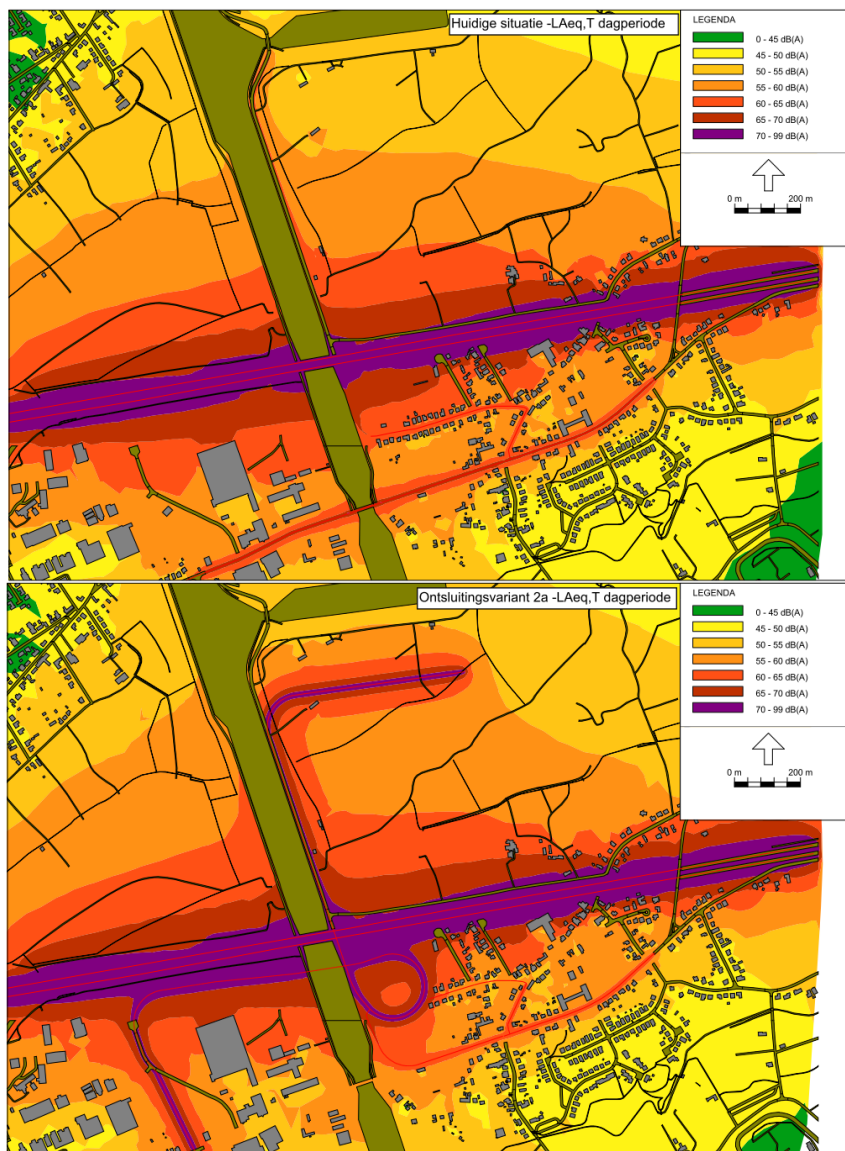 Huidige situatie -LAeq,T dagperiode
LEGENDA
0 - 45 dB(A)
45 - 50 dB(A)
50 - 55 dB(A)
55 - 60 dB(A)
60 - 65 dB(A)
65 - 70 dB(A)
70 - 99 dB(A)
0 m 200 m
Ontsluitingsvariant 2a -LAeq,T dagperiode
LEGENDA
0 - 45 dB(A)
45 - 50 dB(A)
50 - 55 dB(A)
55 - 60 dB(A)
60 - 65 dB(A)
65 - 70 dB(A)
70 - 99 dB(A)
0 m 200 m